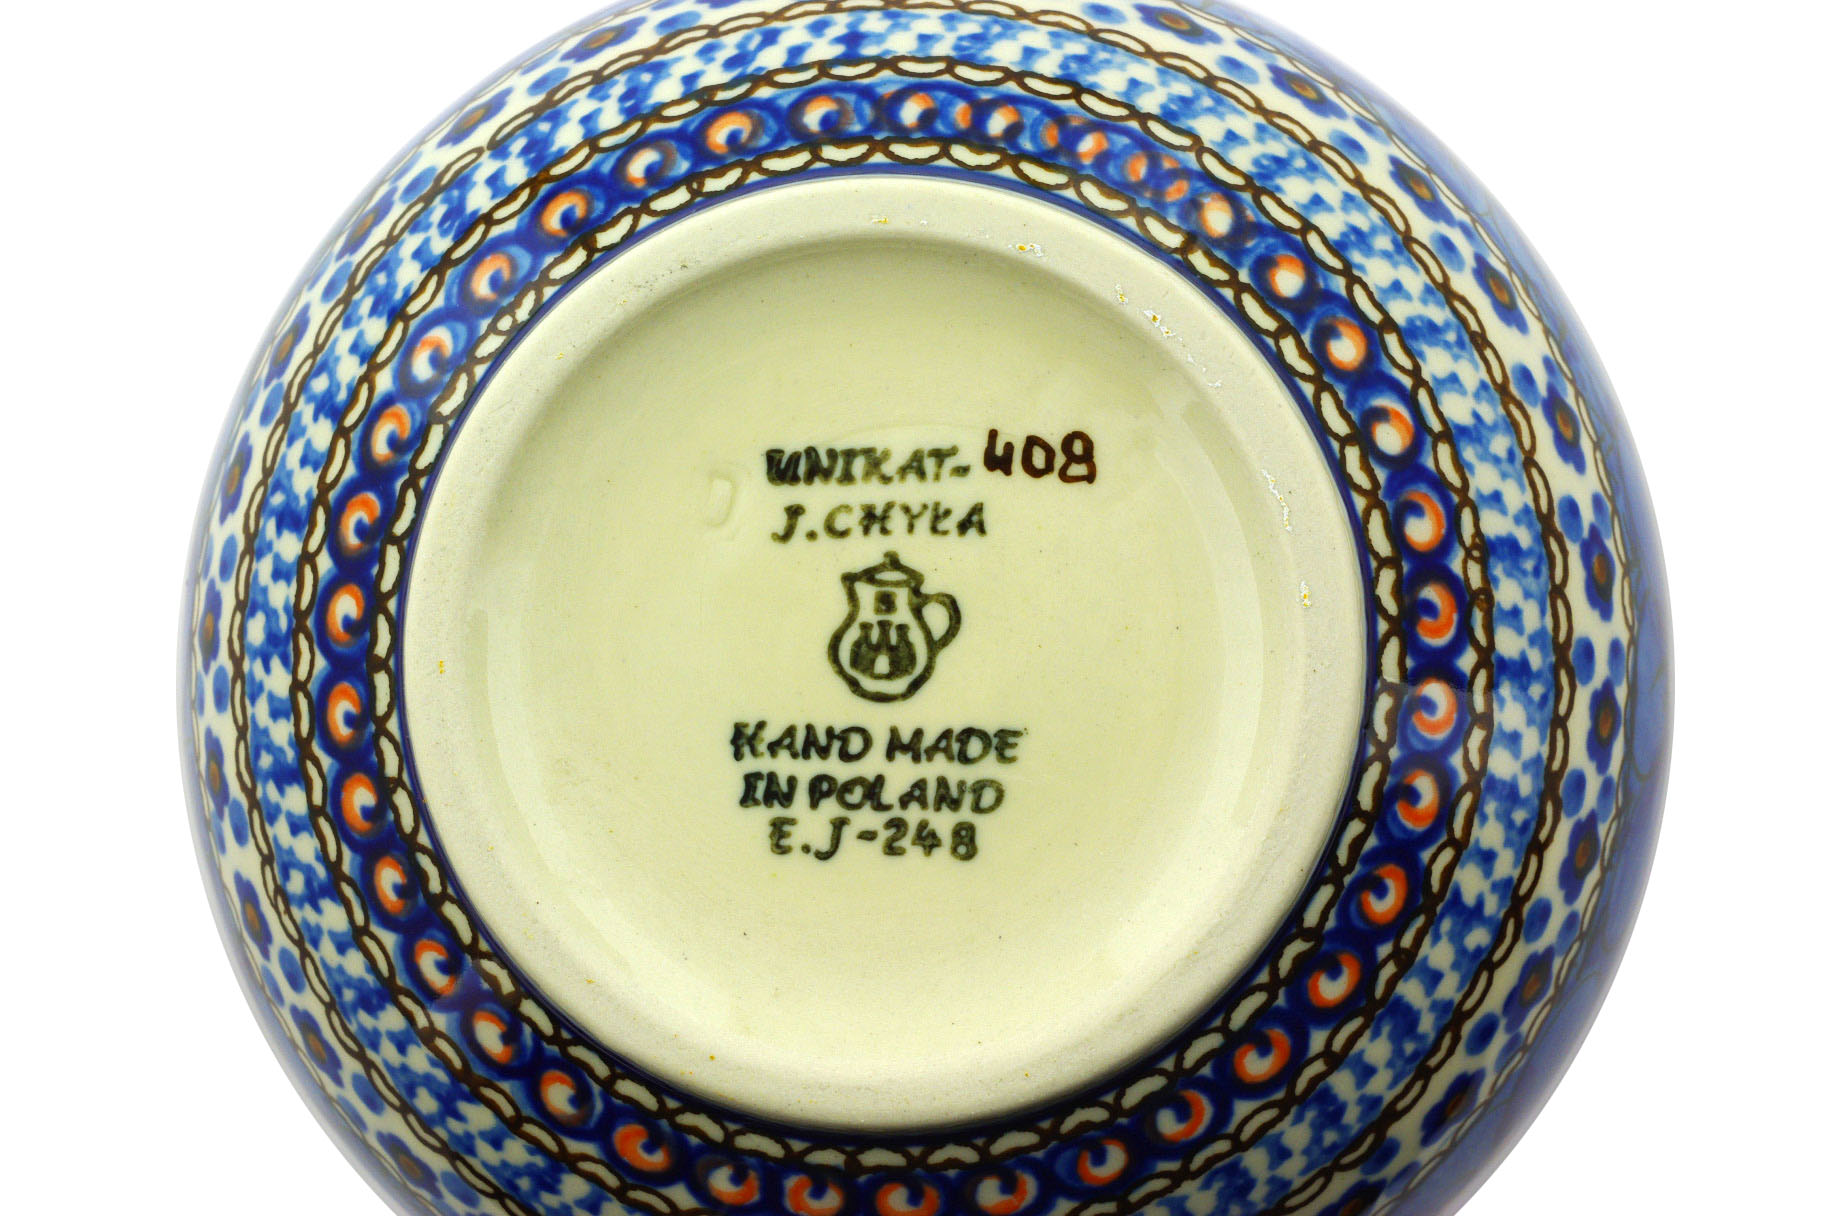 UNIKAT-408
J.CHYŁA
S
HAND MADE
IN POLAND
E.J-248